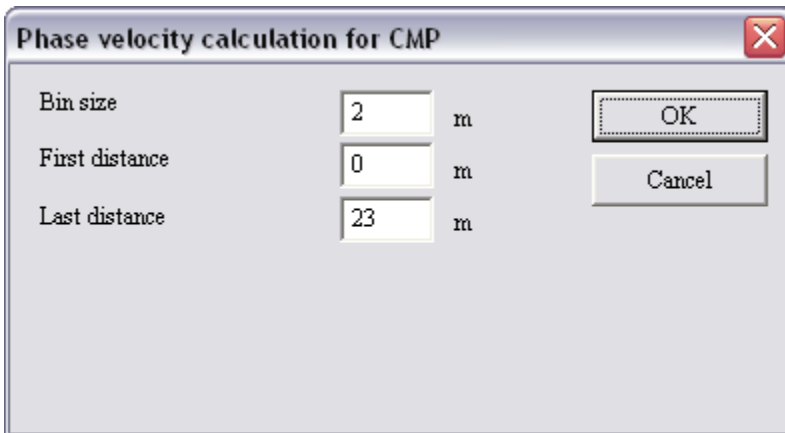 Phase velocity calculation for CMP
Bin size 2 m OK
First distance 0 m Cancel
Last distance 23 m